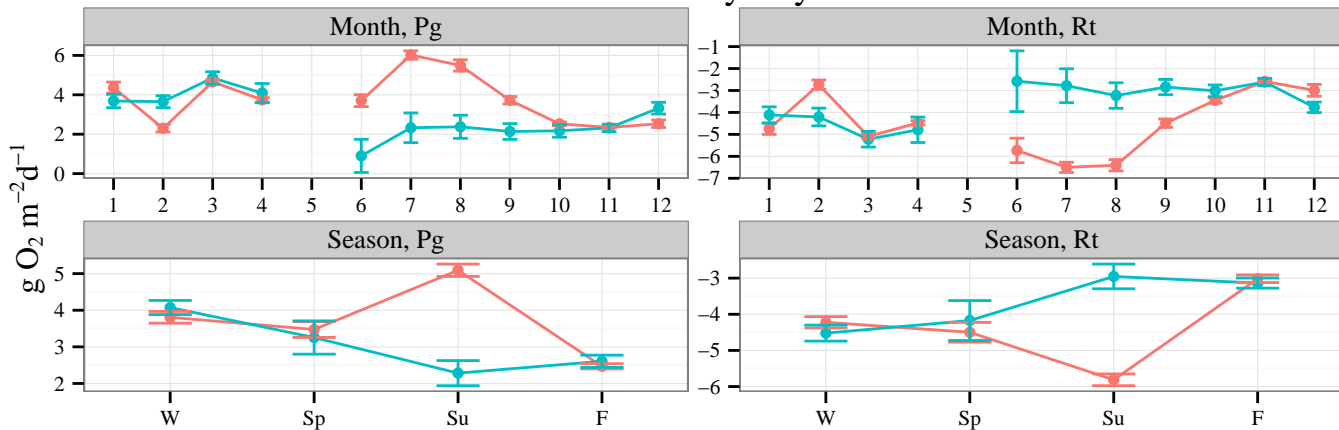 Month, Pg
Month, Rt
6
4
2
0
-1
-2
-3
-4
-5
-6
-7
1 2 3 4 5 6 7 8 9 10 11 12
1 2 3 4 5 6 7 8 9 10 11 12
g O₂ m⁻²d⁻¹
Season, Pg
Season, Rt
5
4
3
2
-3
-4
-5
-6
W Sp Su F
W Sp Su F